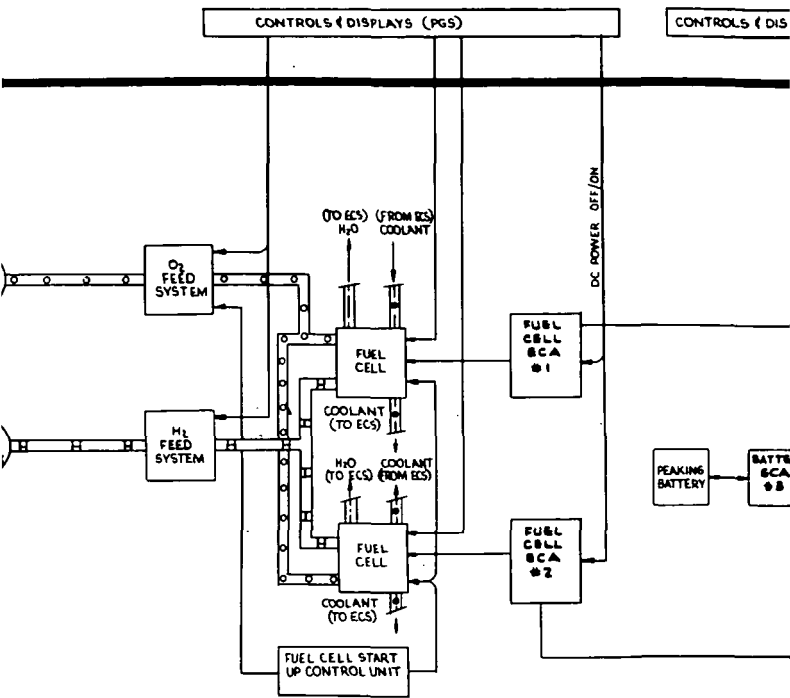 CONTROLS & DISPLAYS (PGS)
CONTROLS & DIS
DC POWER OFF/ON
(TO ECS)
H₂O
(FROM ECS)
COOLANT
O₂
FEED
SYSTEM
FUEL
CELL
FUEL
CELL
ECA
#1
COOLANT
(TO ECS)
H₂
FEED
SYSTEM
H₂O
(TO ECS)
COOLANT
(FROM ECS)
PEAKING
BATTERY
BATTE
ECA
#3
FUEL
CELL
FUEL
CELL
ECA
#2
COOLANT
(TO ECS)
FUEL CELL START
UP CONTROL UNIT